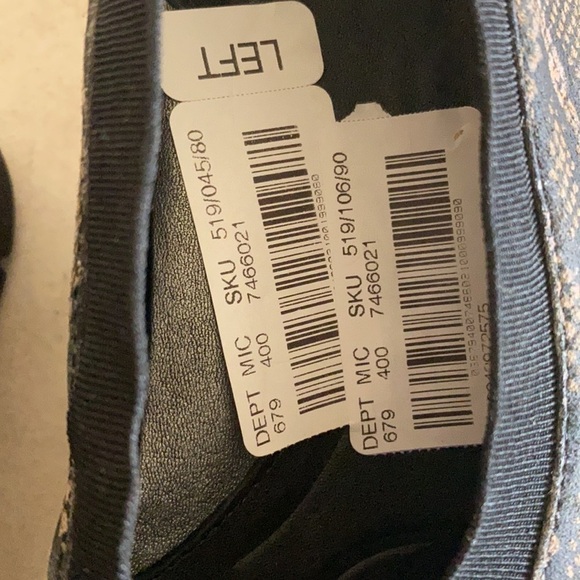 LEFT
DEPT MIC SKU 519/045/80
679 400 7466021
DEPT MIC SKU 519/106/90
679 400 7466021